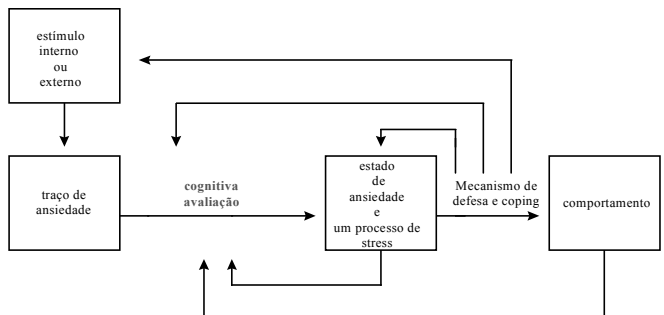 estímulo
interno
ou
externo
traço de
ansiedade
cognitiva
avaliação
estado
de
ansiedade
e
um processo de
stress
Mecanismo de
defesa e coping
comportamento